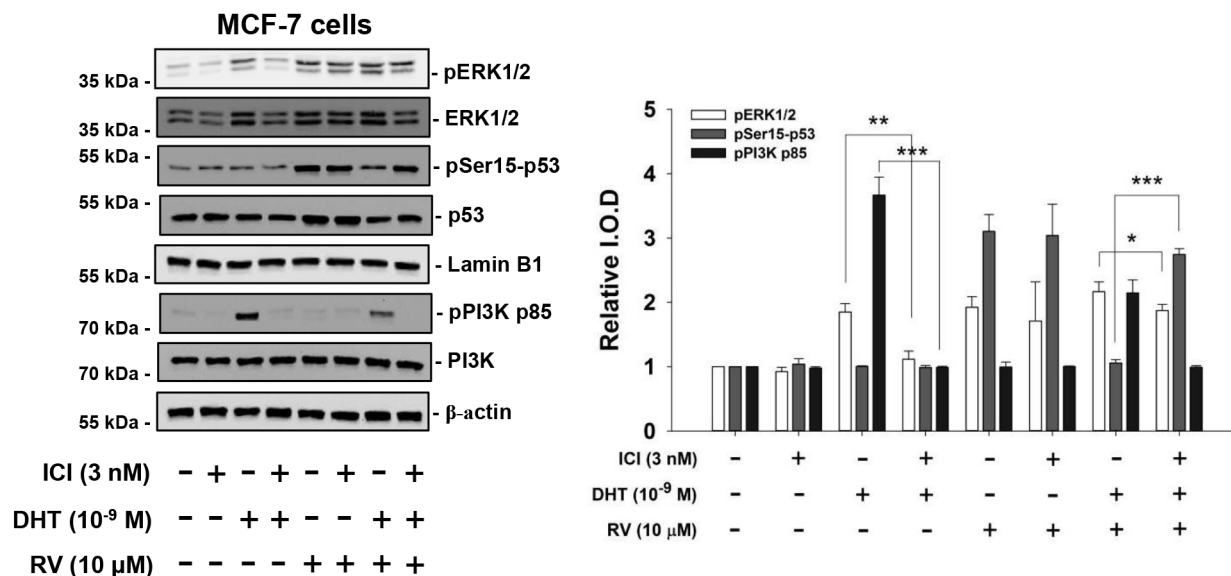 MCF-7 cells
35 kDa - - pERK1/2
35 kDa - - ERK1/2
55 kDa - - pSer15-p53
55 kDa - - p53
55 kDa - - Lamin B1
70 kDa - - pPI3K p85
70 kDa - - PI3K
55 kDa - - β-actin
ICI (3 nM) - + - + - + - +
DHT (10⁻⁹ M) - - + + - - + +
RV (10 μM) - - - - + + + +
Relative I.O.D
5
4
3
2
1
0
pERK1/2
pSer15-p53
pPI3K p85
**
***
***
*
ICI (3 nM) - + - + - + - +
DHT (10⁻⁹ M) - - + + - - + +
RV (10 μM) - - - - + + + +